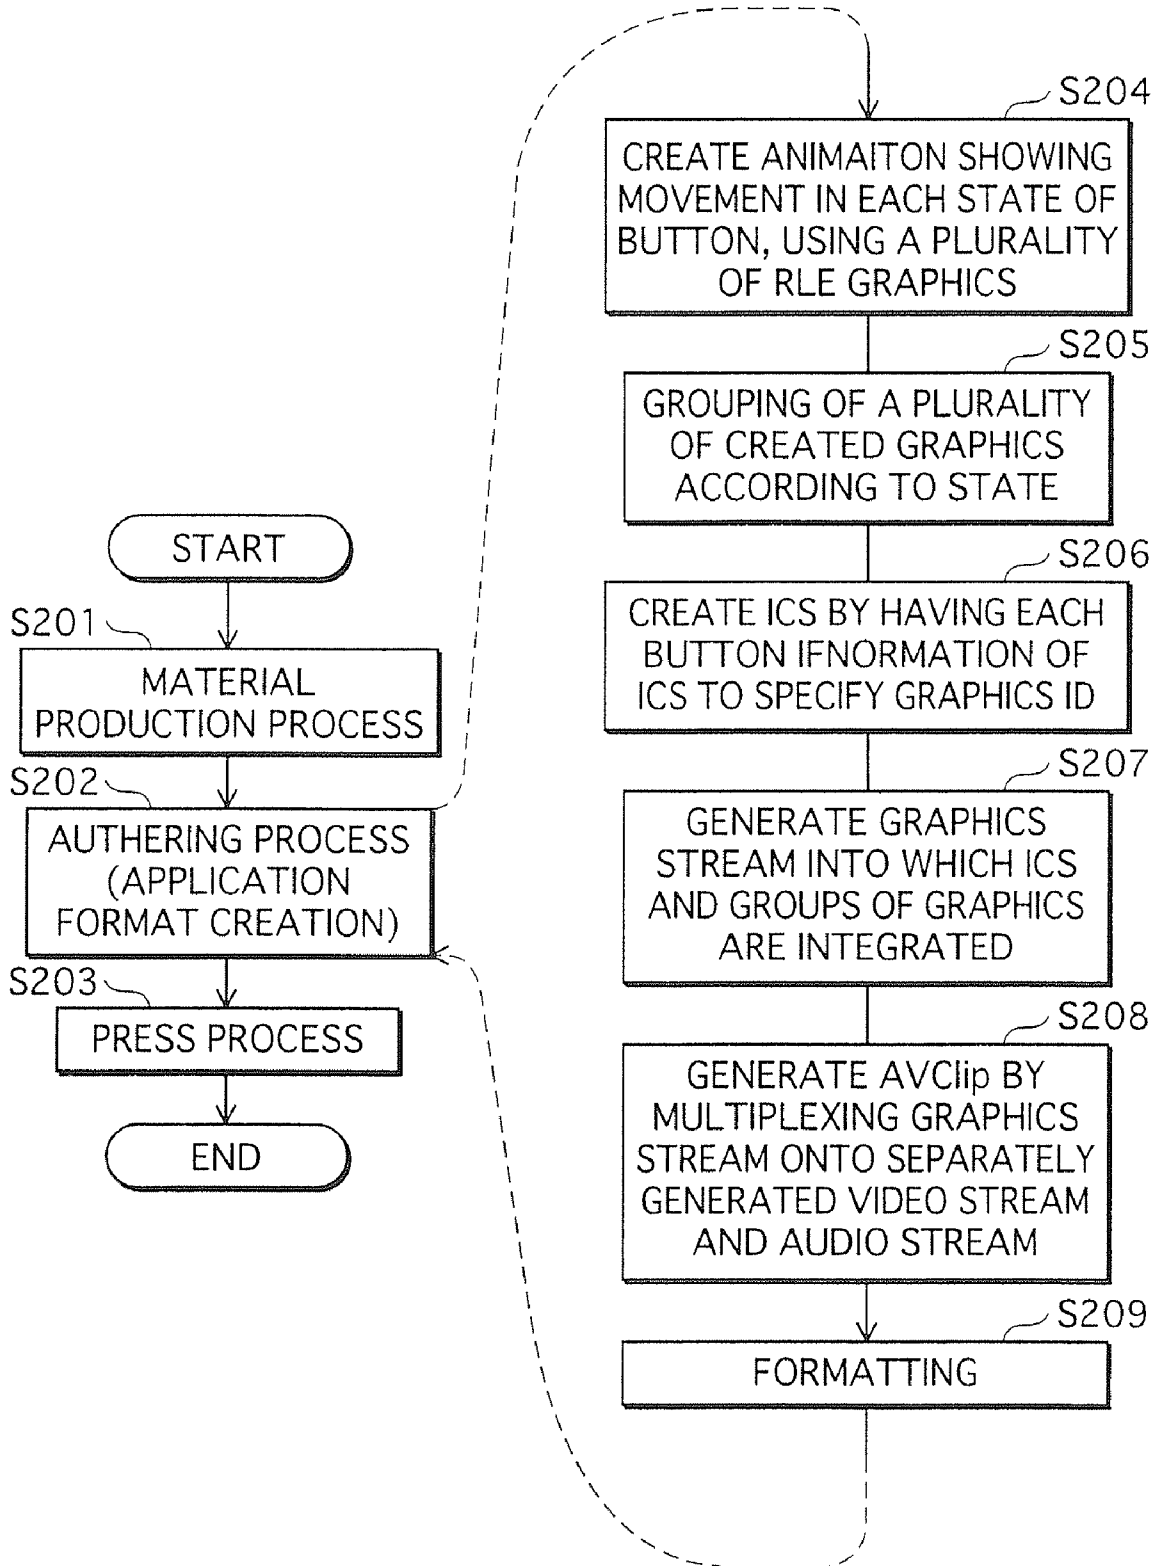 START
S201
MATERIAL
PRODUCTION PROCESS
S202
AUTHERING PROCESS
(APPLICATION
FORMAT CREATION)
S203
PRESS PROCESS
END
S204
CREATE ANIMAITON SHOWING
MOVEMENT IN EACH STATE OF
BUTTON, USING A PLURALITY
OF RLE GRAPHICS
S205
GROUPING OF A PLURALITY
OF CREATED GRAPHICS
ACCORDING TO STATE
S206
CREATE ICS BY HAVING EACH
BUTTON IFNORMATION OF
ICS TO SPECIFY GRAPHICS ID
S207
GENERATE GRAPHICS
STREAM INTO WHICH ICS
AND GROUPS OF GRAPHICS
ARE INTEGRATED
S208
GENERATE AVClip BY
MULTIPLEXING GRAPHICS
STREAM ONTO SEPARATELY
GENERATED VIDEO STREAM
AND AUDIO STREAM
S209
FORMATTING